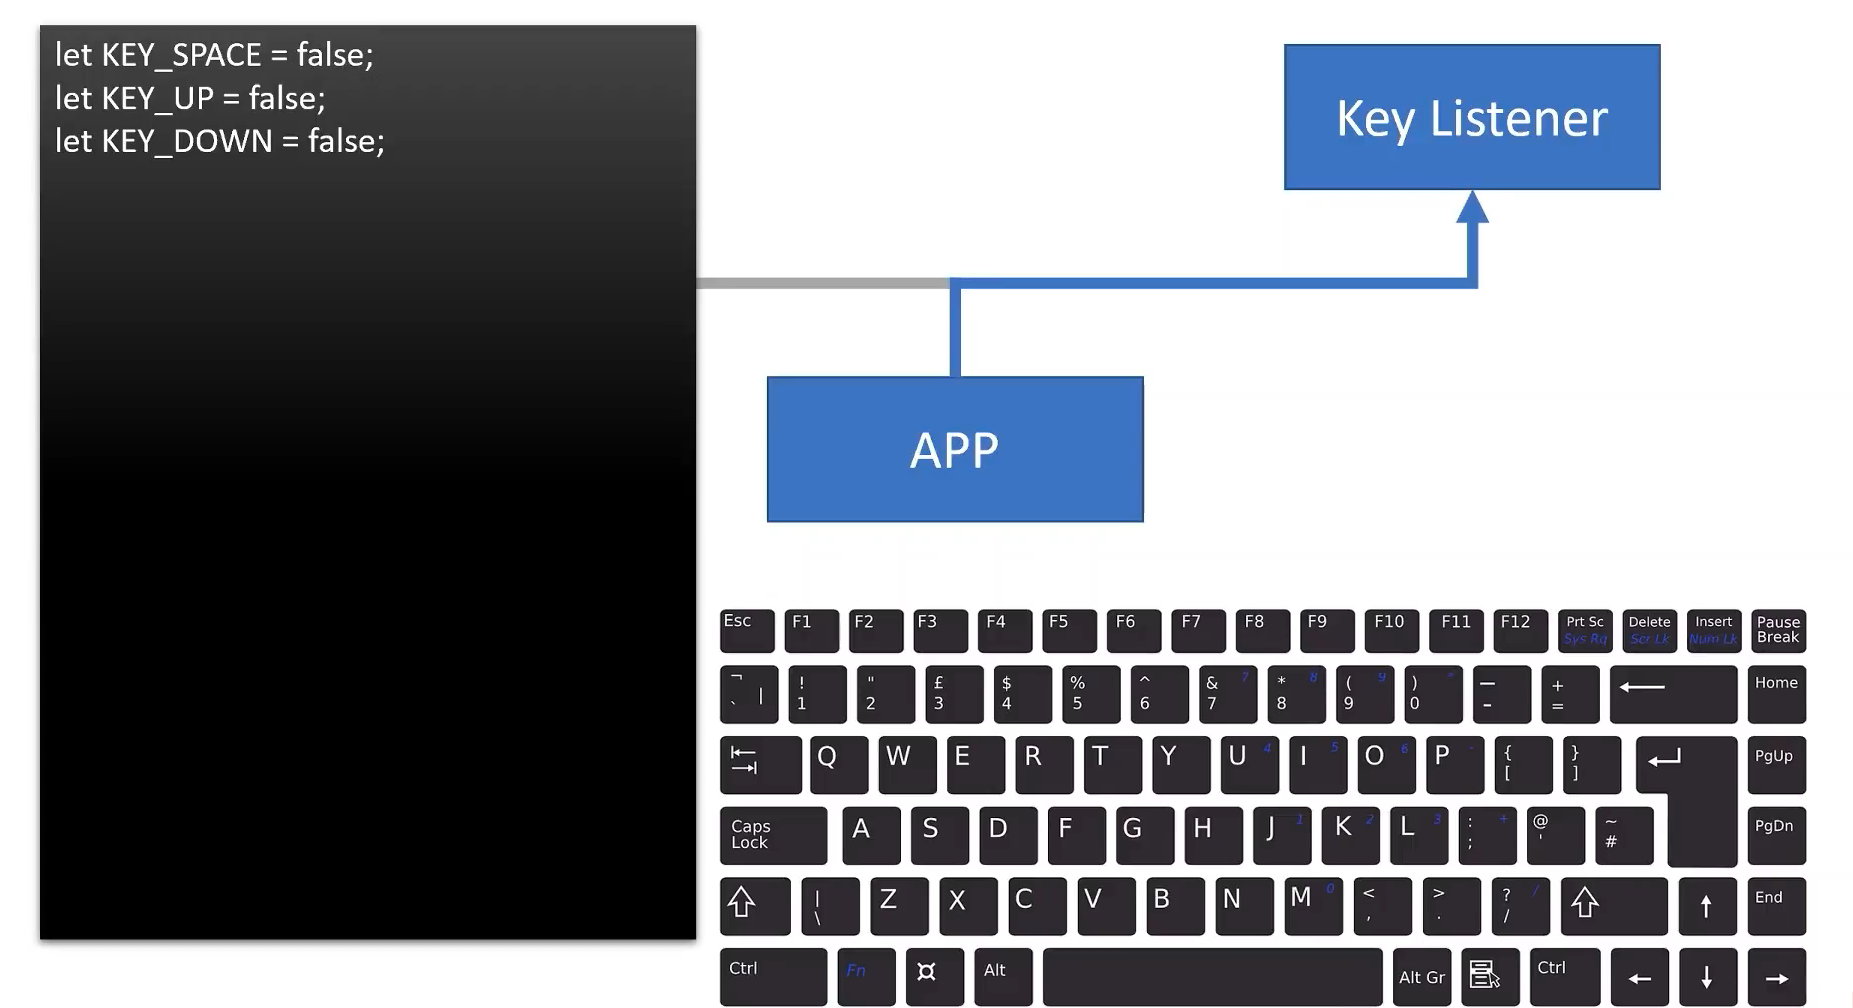 let KEY_SPACE = false;
let KEY_UP = false;
let KEY_DOWN = false;
Key Listener
APP
Esc F1 F2 F3 F4 F5 F6 F7 F8 F9 F10 F11 F12 Prt Sc Delete Insert Pause
Sys Rq Scr Lk Num Lk Break
¬ ! " £ $ % ^ & 7 * 8 ( 9 ) * — + ← Home
` | 1 2 3 4 5 6 7 8 9 0 - =
Q W E R T Y U 4 I 5 O 6 P - { } PgUp
[ ]
Caps A S D F G H J 1 K 2 L 3 : + @ ~ PgDn
Lock ; ' #
| Z X C V B N M 0 < > ? / ↑ End
\ , . /
Ctrl Fn ¤ Alt Alt Gr Ctrl ← ↓ →